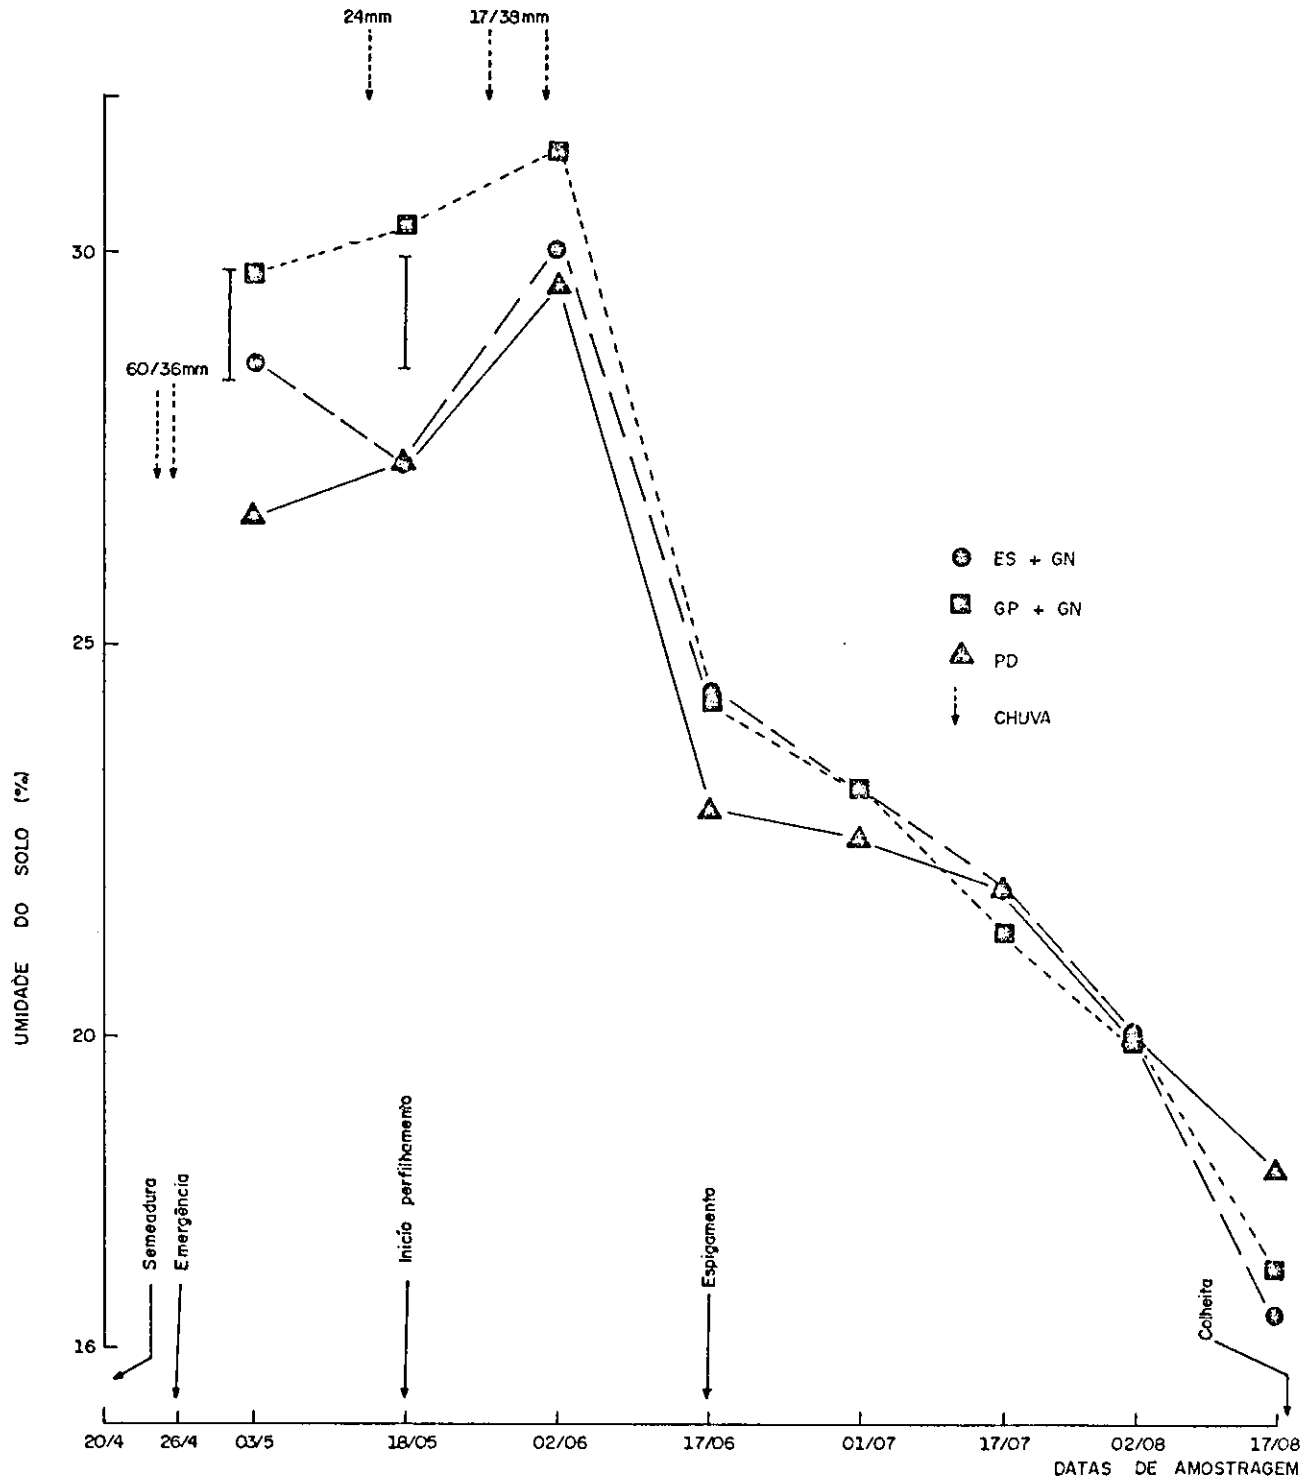 24mm
17/38mm
30
60/36mm
ES + GN
GP + GN
25
PD
CHUVA
UMIDADE DO SOLO (%)
20
Semeadura
Emergência
Início perfilhamento
Espigamento
Colheita
16
20/4
26/4
03/5
18/05
02/06
17/06
01/07
17/07
02/08
17/08
DATAS DE AMOSTRAGEM